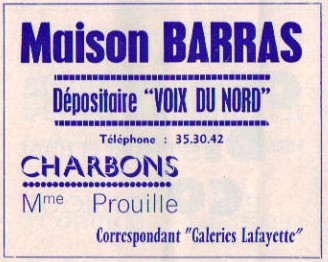 Maison BARRAS
Dépositaire "VOIX DU NORD"
Téléphone : 35.30.42
CHARBONS
Mme Prouille
Correspondant "Galeries Lafayette"